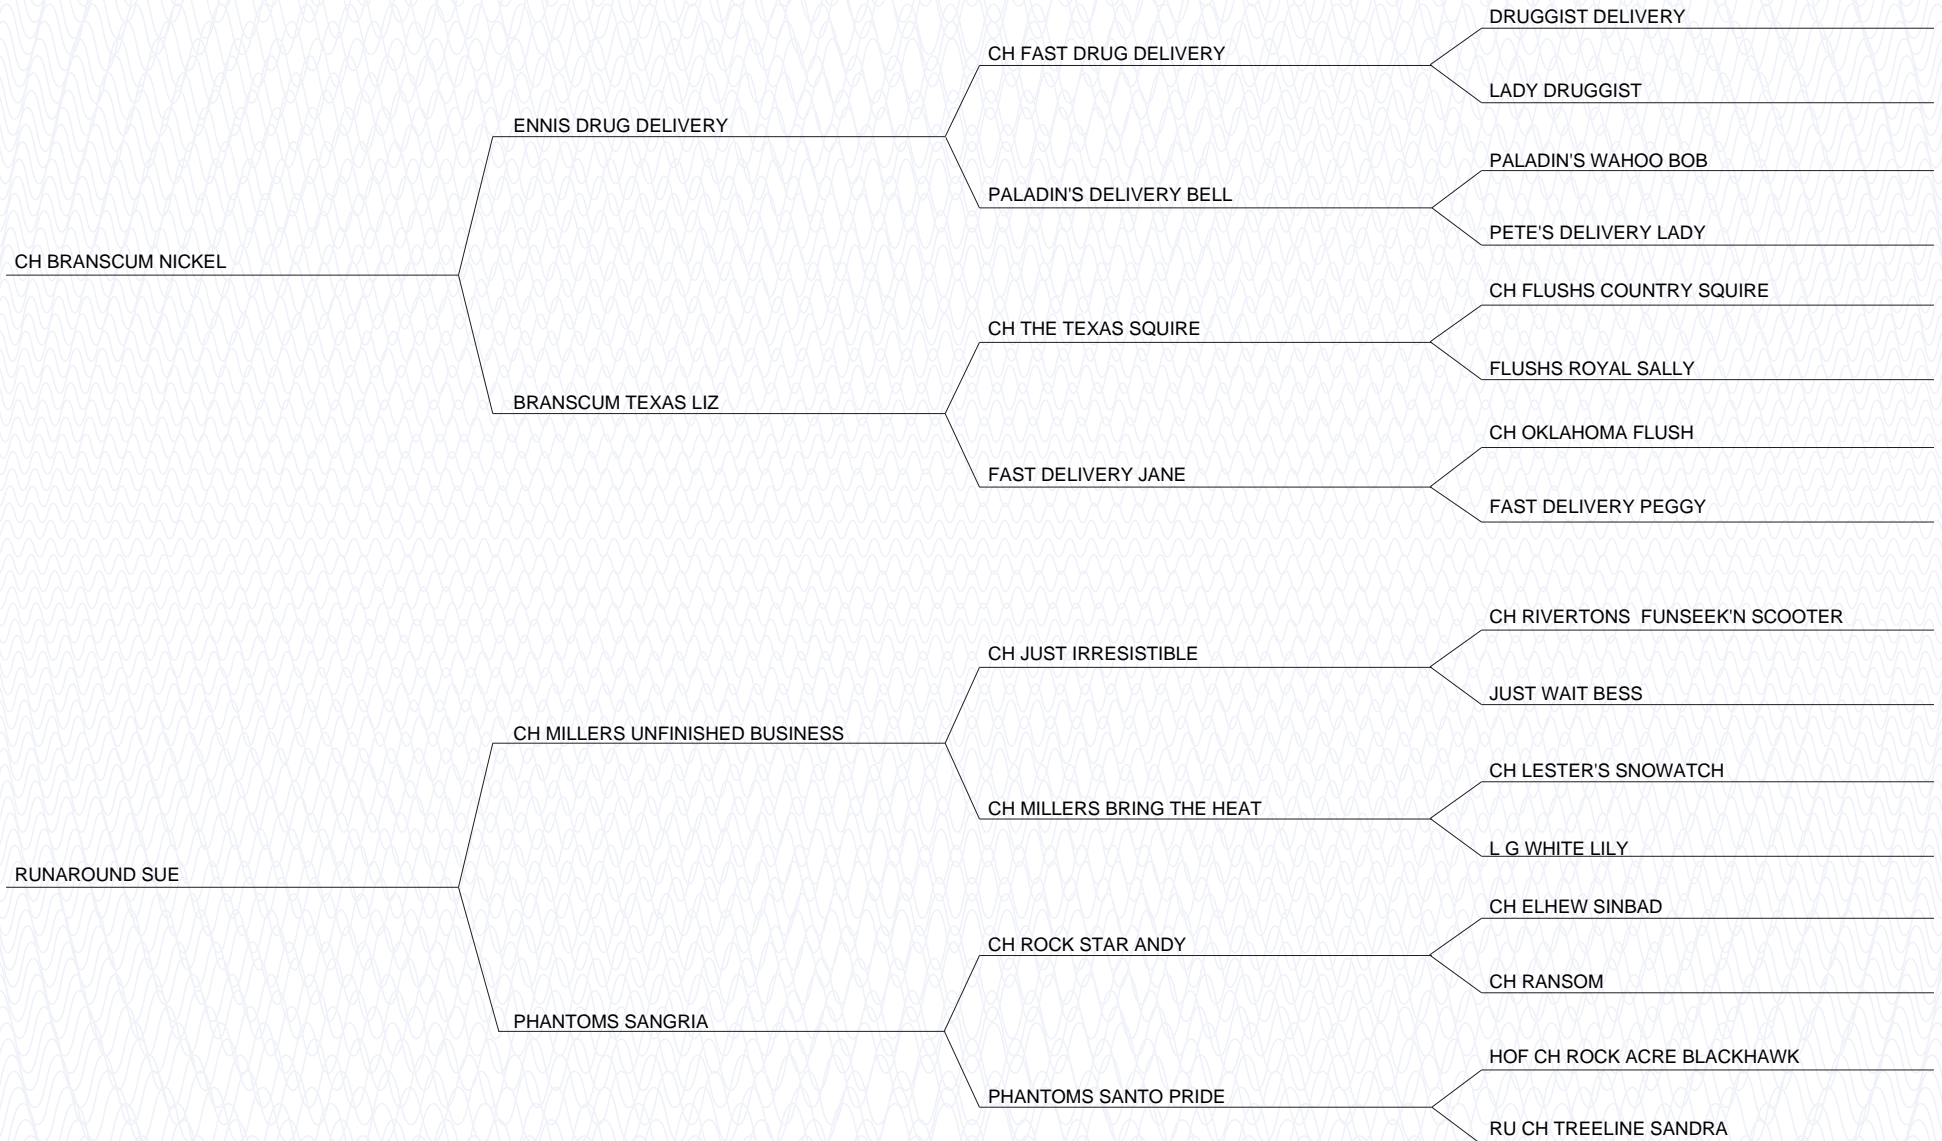 DRUGGIST DELIVERY
CH FAST DRUG DELIVERY
LADY DRUGGIST
ENNIS DRUG DELIVERY
PALADIN'S WAHOO BOB
PALADIN'S DELIVERY BELL
PETE'S DELIVERY LADY
CH BRANSCUM NICKEL
CH FLUSHS COUNTRY SQUIRE
CH THE TEXAS SQUIRE
FLUSHS ROYAL SALLY
BRANSCUM TEXAS LIZ
CH OKLAHOMA FLUSH
FAST DELIVERY JANE
FAST DELIVERY PEGGY
CH RIVERTONS  FUNSEEK'N SCOOTER
CH JUST IRRESISTIBLE
JUST WAIT BESS
CH MILLERS UNFINISHED BUSINESS
CH LESTER'S SNOWATCH
CH MILLERS BRING THE HEAT
L G WHITE LILY
RUNAROUND SUE
CH ELHEW SINBAD
CH ROCK STAR ANDY
CH RANSOM
PHANTOMS SANGRIA
HOF CH ROCK ACRE BLACKHAWK
PHANTOMS SANTO PRIDE
RU CH TREELINE SANDRA